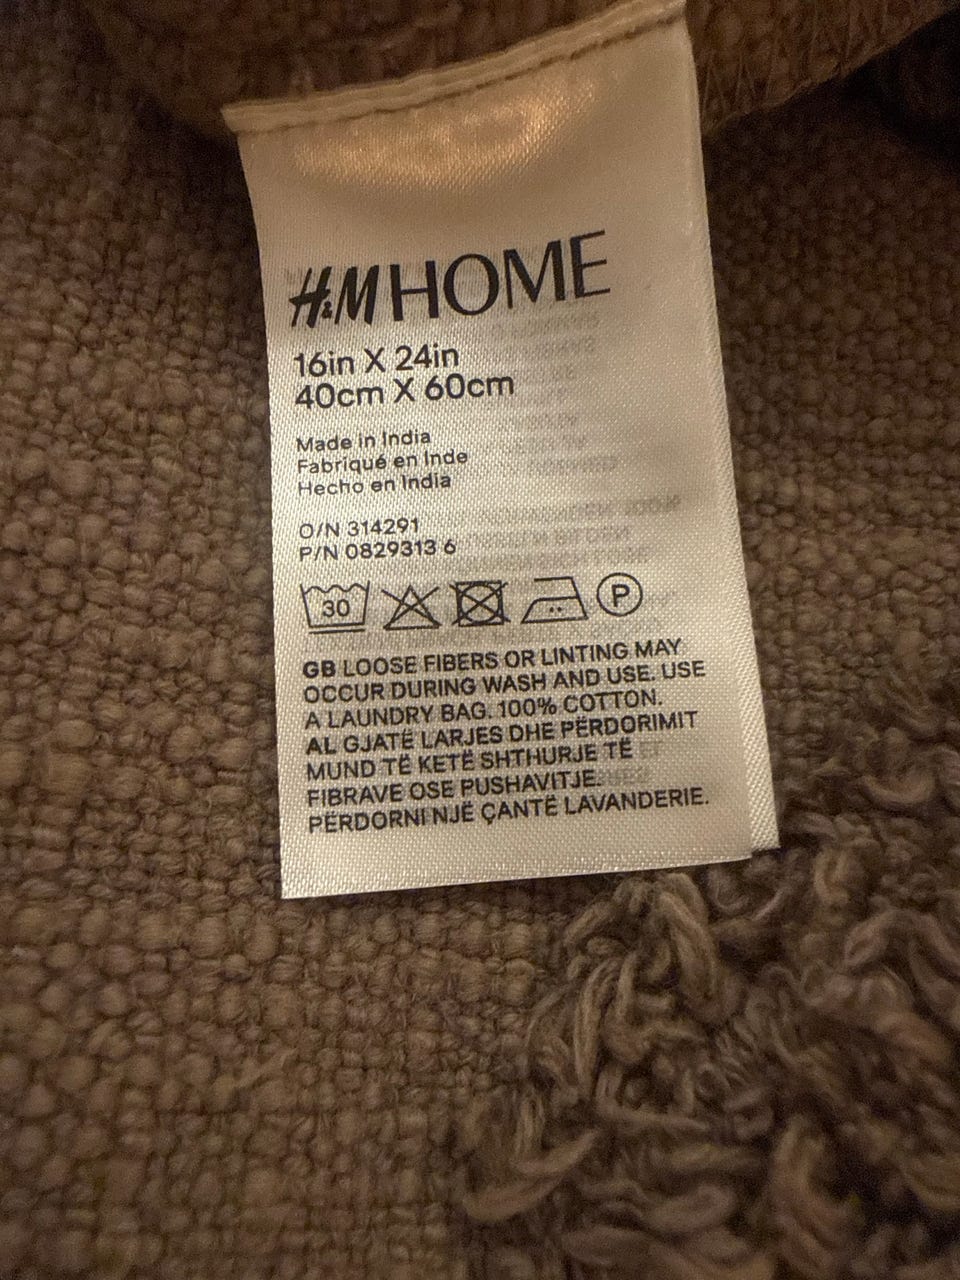 H&M HOME
16in X 24in
40cm X 60cm
Made in India
Fabriqué en Inde
Hecho en India
O/N 314291
P/N 0829313 6
30 P
GB LOOSE FIBERS OR LINTING MAY
OCCUR DURING WASH AND USE. USE
A LAUNDRY BAG. 100% COTTON.
AL GJATË LARJES DHE PËRDORIMIT
MUND TË KETË SHTHURJE TË
FIBRAVE OSE PUSHAVITJE.
PËRDORNI NJË ÇANTË LAVANDERIE.